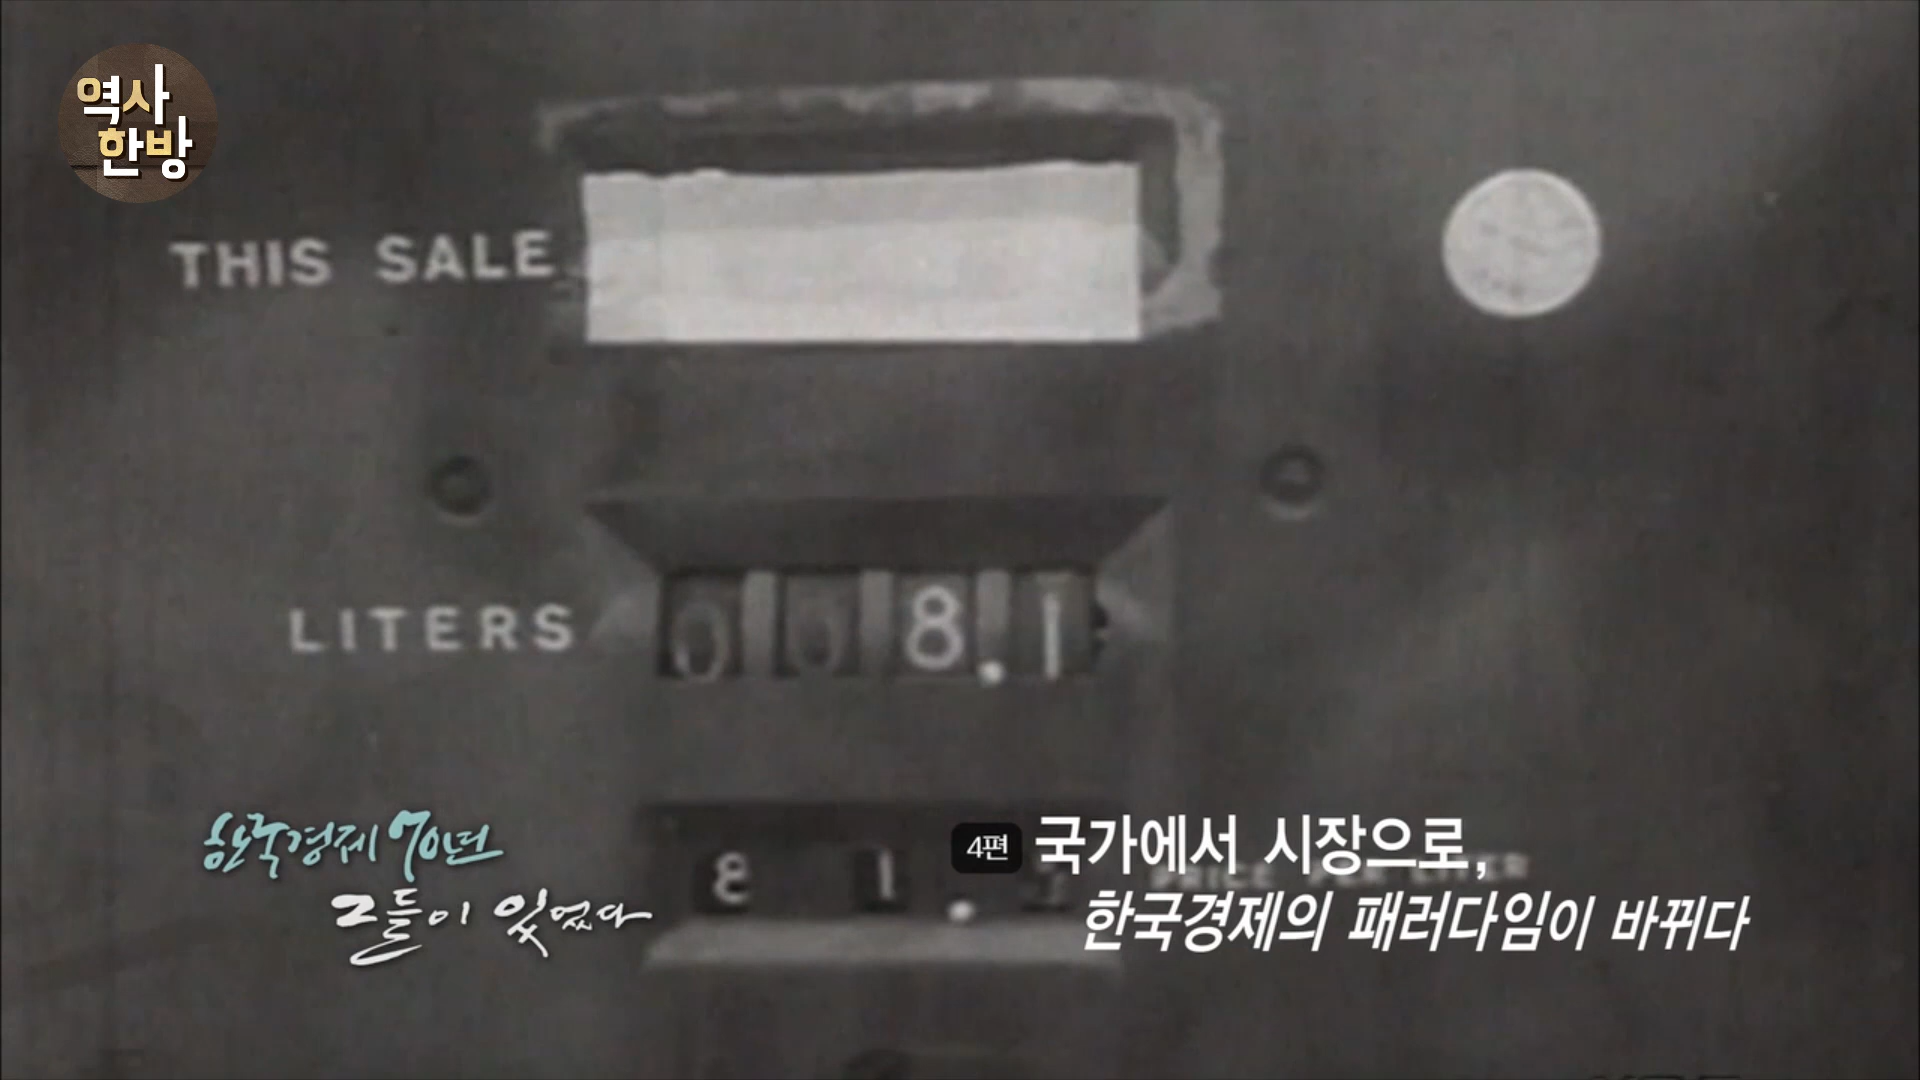 역사
한방
THIS SALE
LITERS 008.1
81.
한국경제 70년
그들이 있었다
4편 국가에서 시장으로,
한국경제의 패러다임이 바뀌다